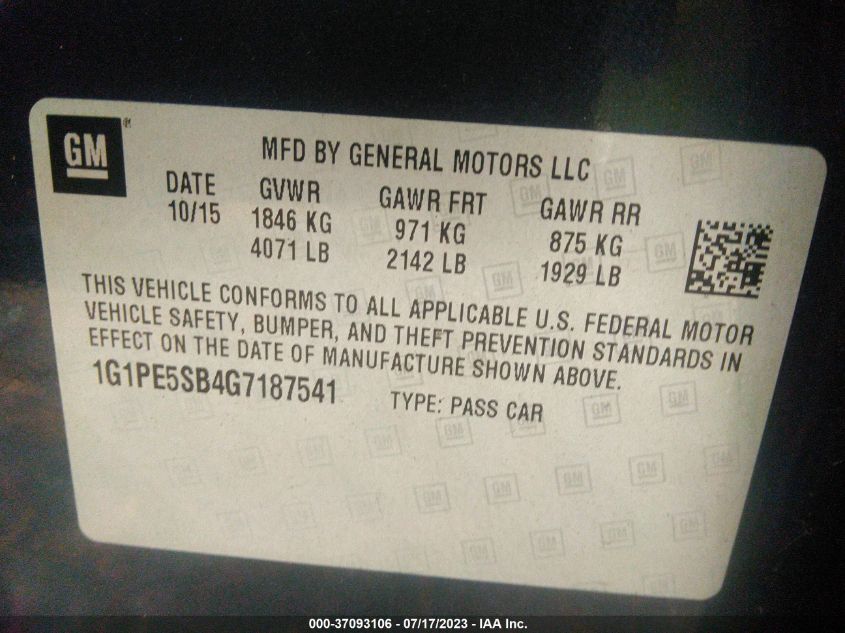 GM
MFD BY GENERAL MOTORS LLC
DATE GVWR GAWR FRT GAWR RR
10/15 1846 KG 971 KG 875 KG
4071 LB 2142 LB 1929 LB
THIS VEHICLE CONFORMS TO ALL APPLICABLE U.S. FEDERAL MOTOR
VEHICLE SAFETY, BUMPER, AND THEFT PREVENTION STANDARDS IN
EFFECT ON THE DATE OF MANUFACTURE SHOWN ABOVE.
1G1PE5SB4G7187541 TYPE: PASS CAR
000-37093106 - 07/17/2023 - IAA Inc.